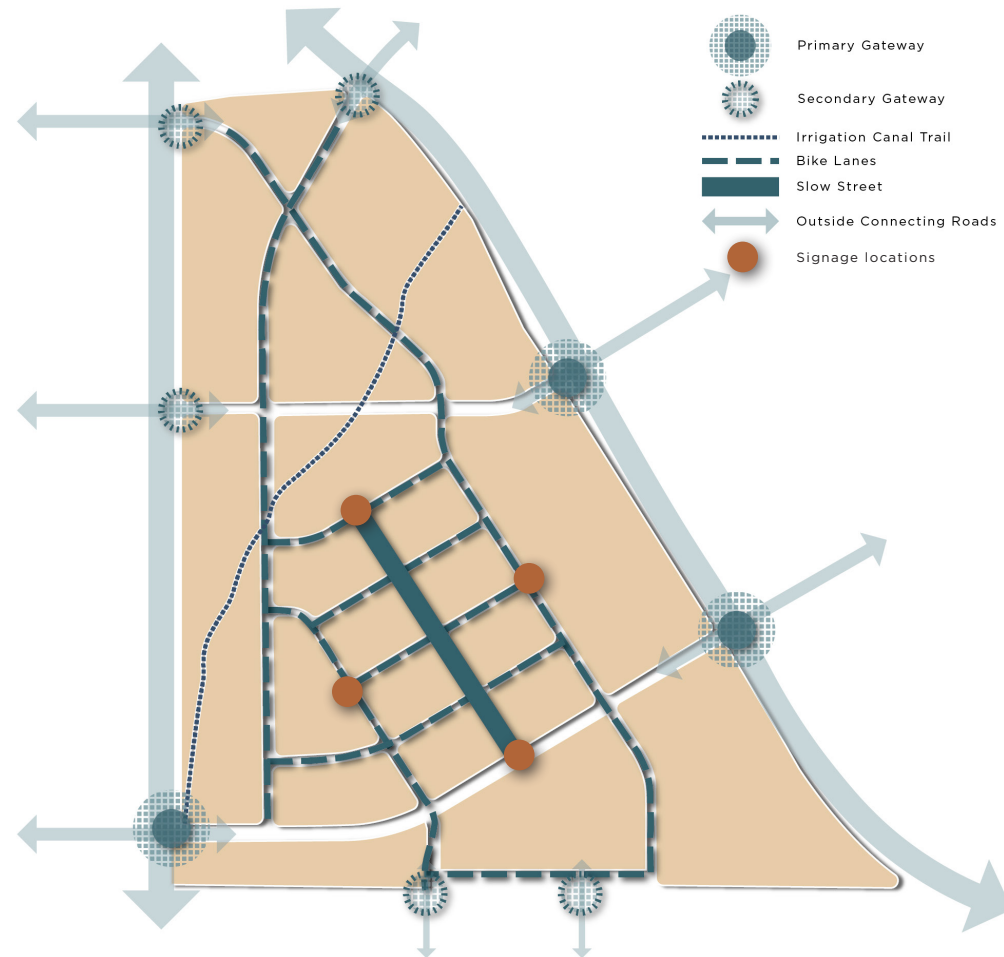 Primary Gateway
Secondary Gateway
Irrigation Canal Trail
Bike Lanes
Slow Street
Outside Connecting Roads
Signage locations